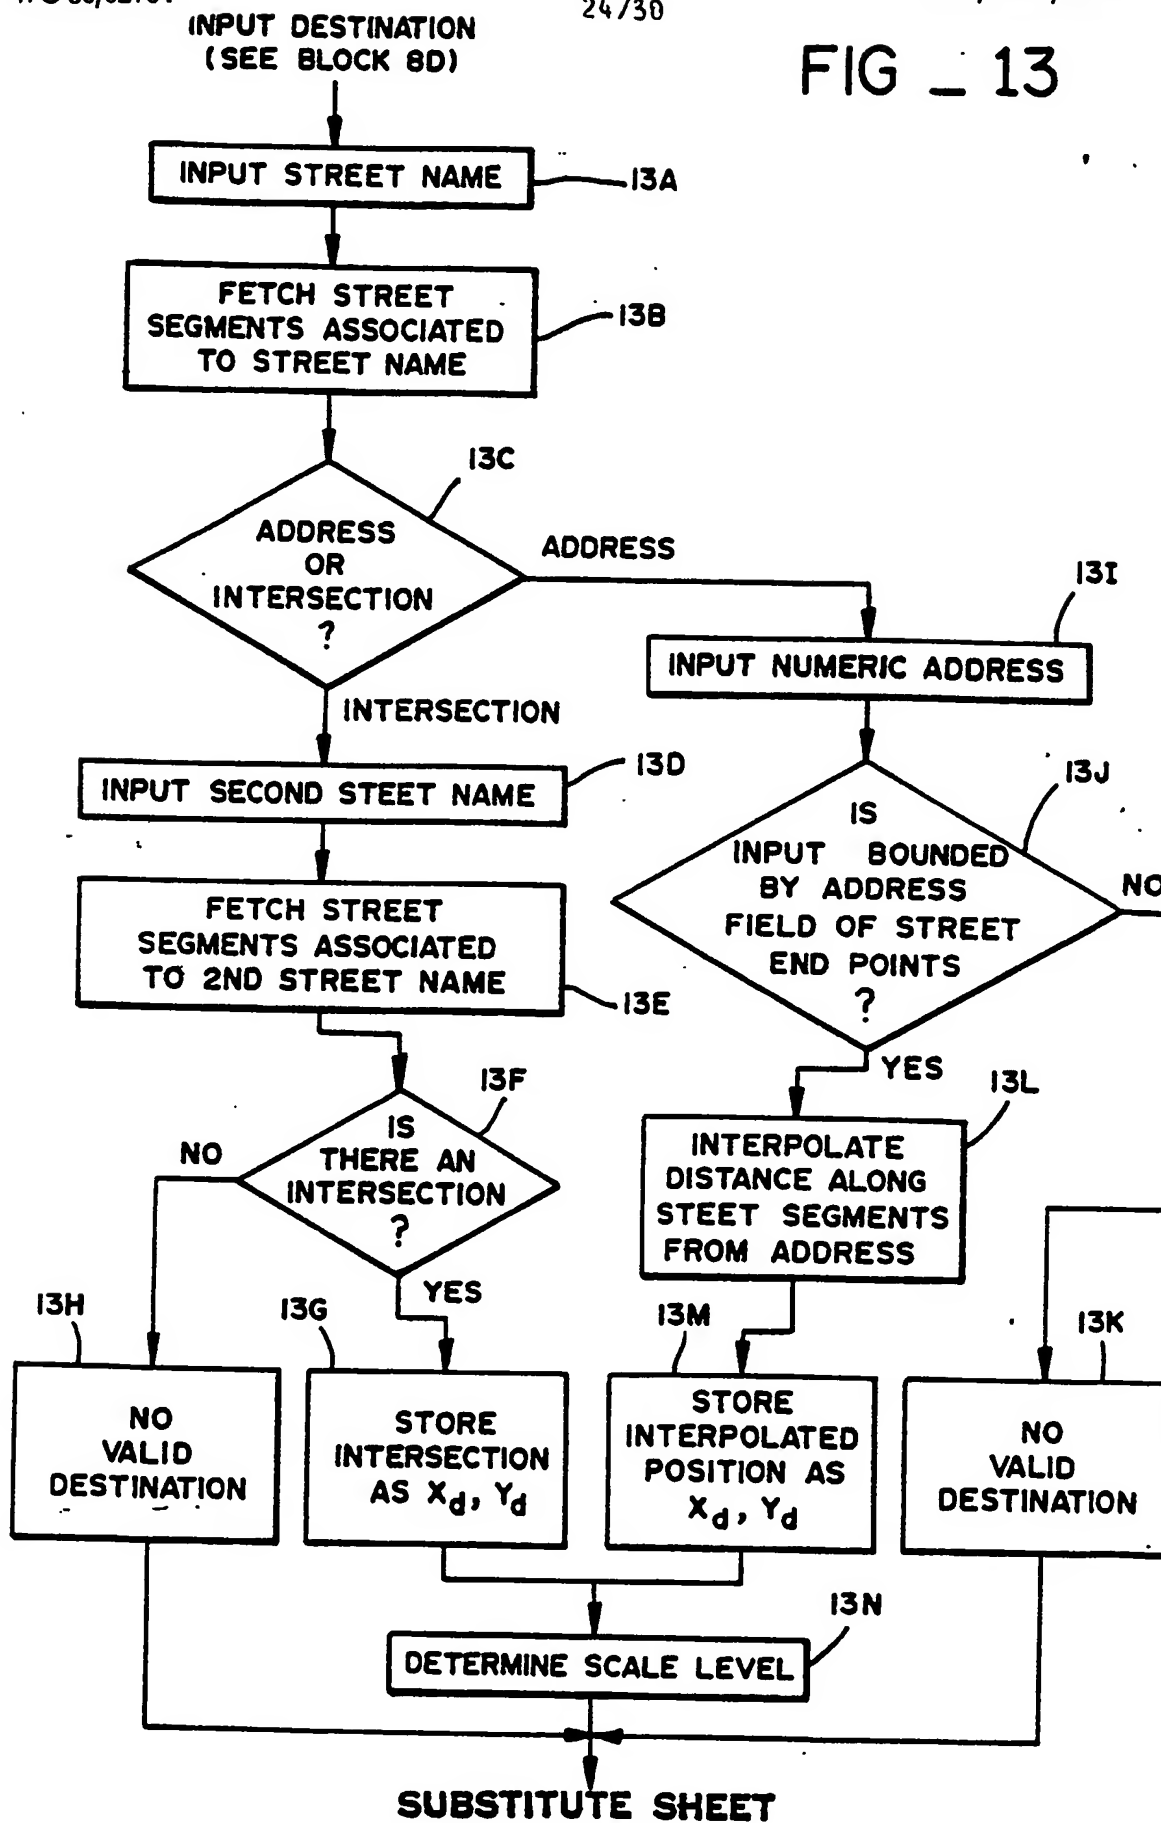 24/30
INPUT DESTINATION
(SEE BLOCK 8D)
FIG _ 13
INPUT STREET NAME
13A
FETCH STREET
SEGMENTS ASSOCIATED
TO STREET NAME
13B
13C
ADDRESS
OR
INTERSECTION
?
ADDRESS
INTERSECTION
13I
INPUT NUMERIC ADDRESS
INPUT SECOND STEET NAME
13D
13J
IS
INPUT BOUNDED
BY ADDRESS
FIELD OF STREET
END POINTS
?
NO
YES
FETCH STREET
SEGMENTS ASSOCIATED
TO 2ND STREET NAME
13E
13F
IS
THERE AN
INTERSECTION
?
NO
YES
13L
INTERPOLATE
DISTANCE ALONG
STEET SEGMENTS
FROM ADDRESS
13H
NO
VALID
DESTINATION
13G
STORE
INTERSECTION
AS Xd, Yd
13M
STORE
INTERPOLATED
POSITION AS
Xd, Yd
13K
NO
VALID
DESTINATION
13N
DETERMINE SCALE LEVEL
SUBSTITUTE SHEET